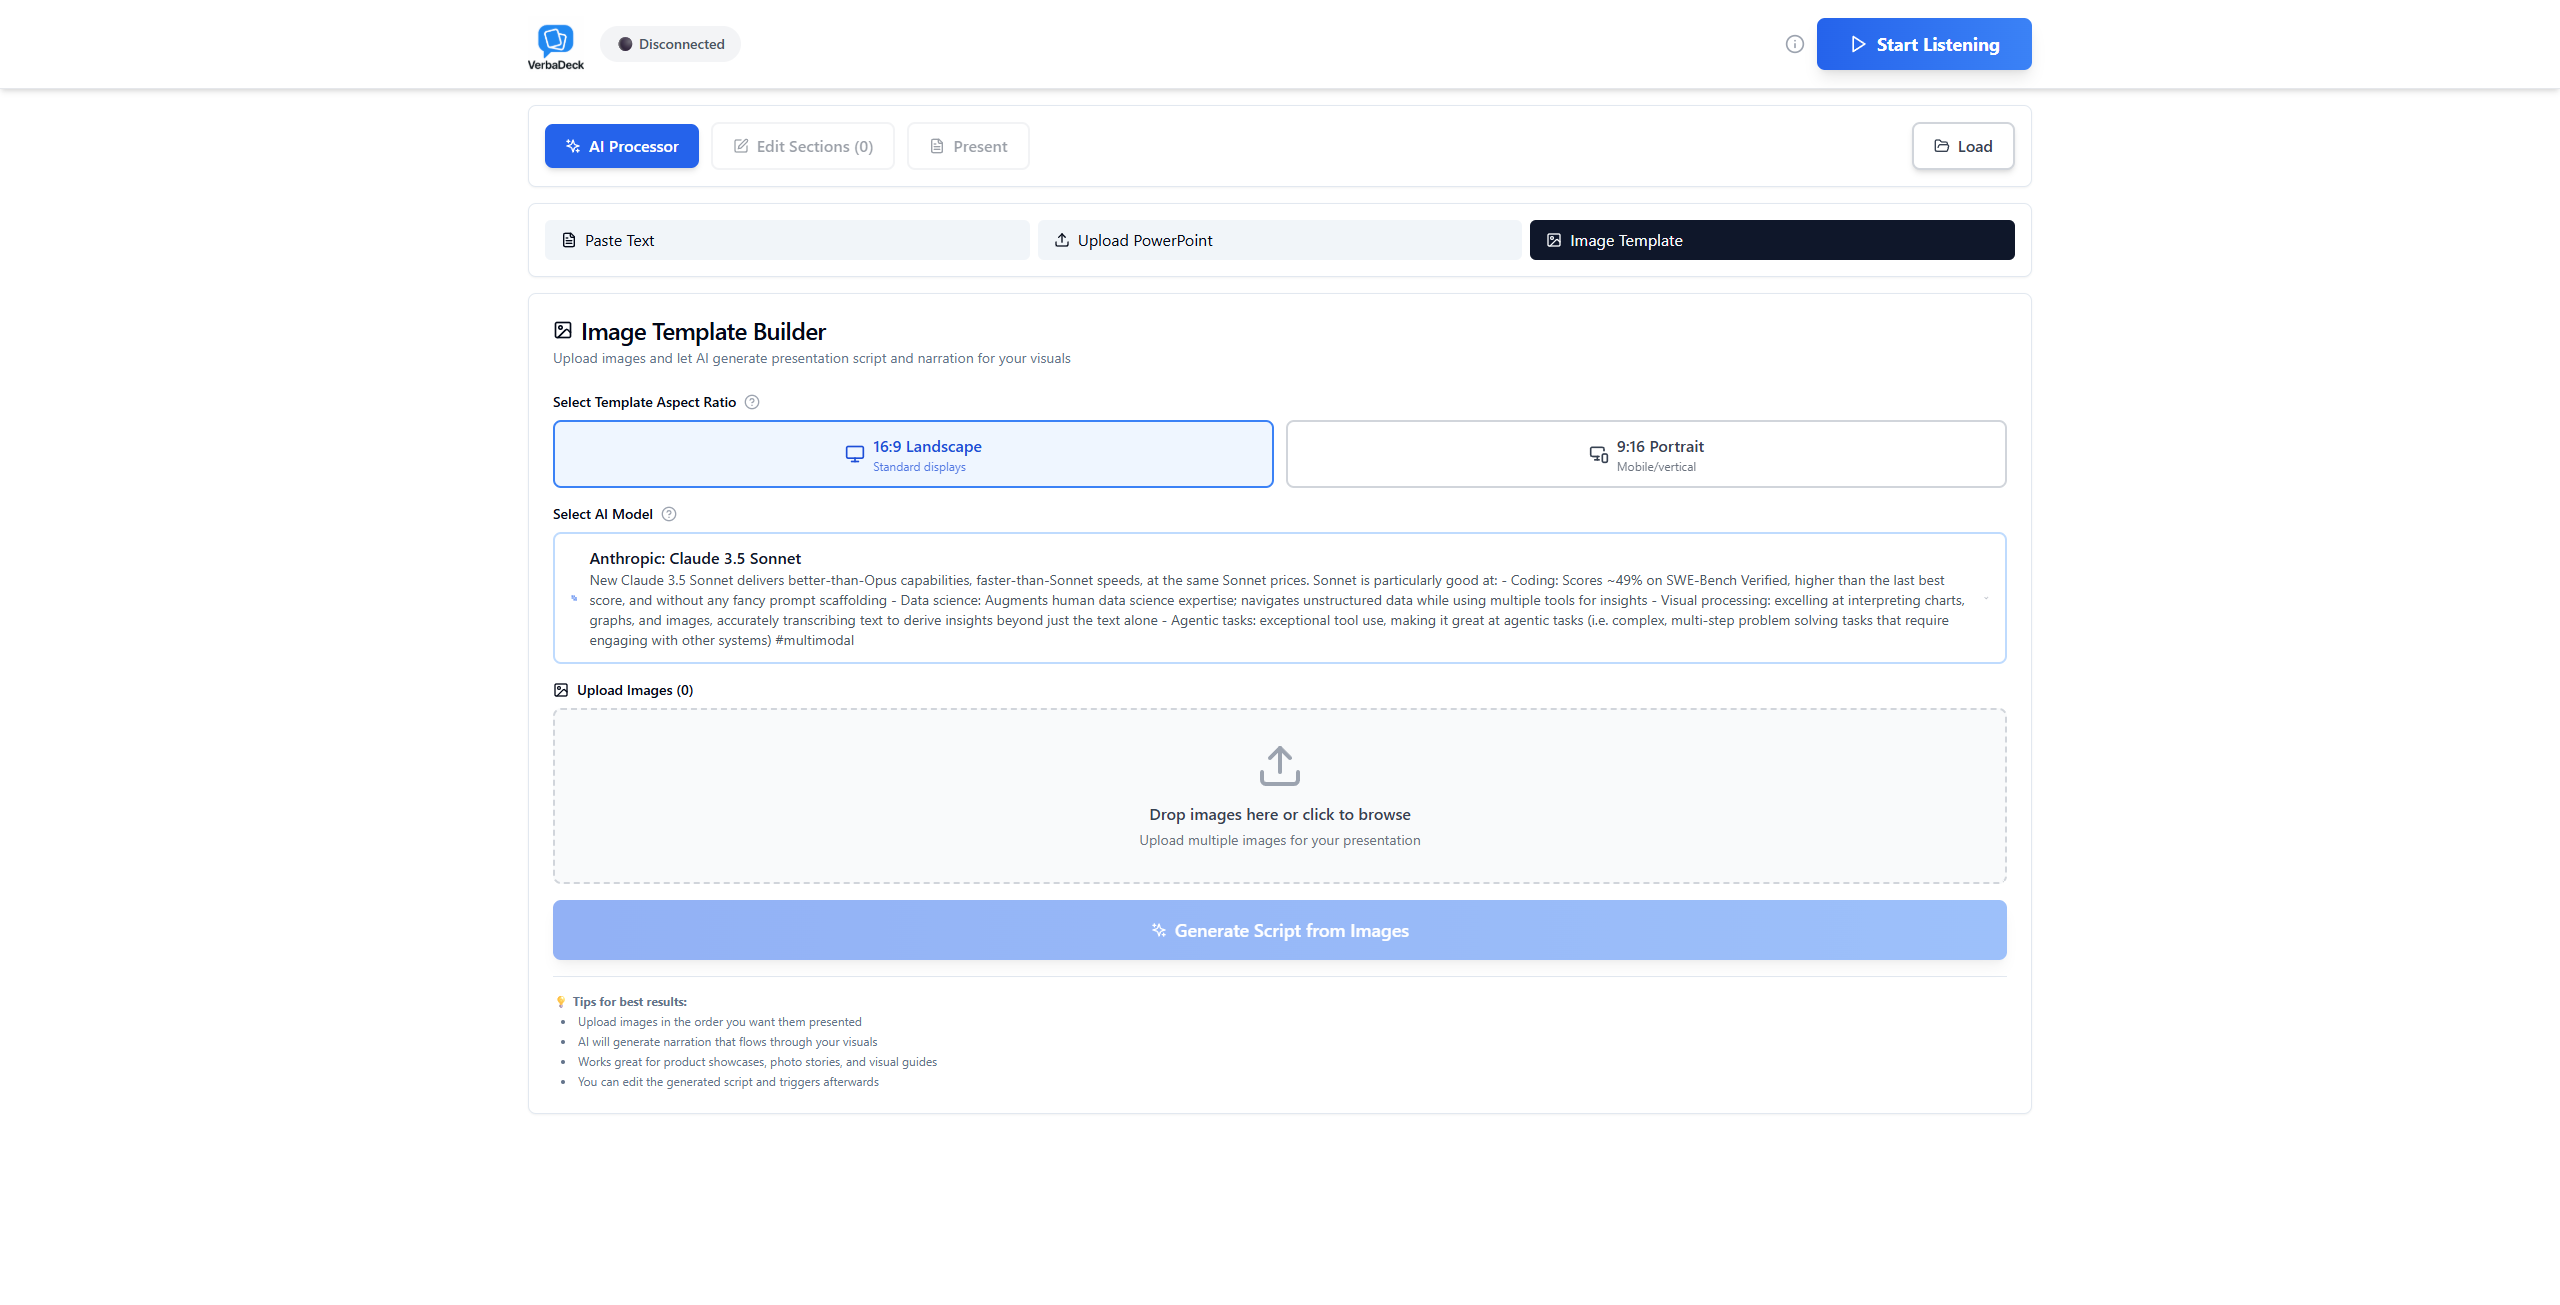 VerbaDeck
Disconnected
Start Listening
AI Processor
Edit Sections (0)
Present
Load
Paste Text
Upload PowerPoint
Image Template
Image Template Builder
Upload images and let AI generate presentation script and narration for your visuals
Select Template Aspect Ratio
16:9 Landscape
Standard displays
9:16 Portrait
Mobile/vertical
Select AI Model
Anthropic: Claude 3.5 Sonnet
New Claude 3.5 Sonnet delivers better-than-Opus capabilities, faster-than-Sonnet speeds, at the same Sonnet prices. Sonnet is particularly good at: - Coding: Scores ~49% on SWE-Bench Verified, higher than the last best
score, and without any fancy prompt scaffolding - Data science: Augments human data science expertise; navigates unstructured data while using multiple tools for insights - Visual processing: excelling at interpreting charts,
graphs, and images, accurately transcribing text to derive insights beyond just the text alone - Agentic tasks: exceptional tool use, making it great at agentic tasks (i.e. complex, multi-step problem solving tasks that require
engaging with other systems) #multimodal
Upload Images (0)
Drop images here or click to browse
Upload multiple images for your presentation
Generate Script from Images
Tips for best results:
• Upload images in the order you want them presented
• AI will generate narration that flows through your visuals
• Works great for product showcases, photo stories, and visual guides
• You can edit the generated script and triggers afterwards